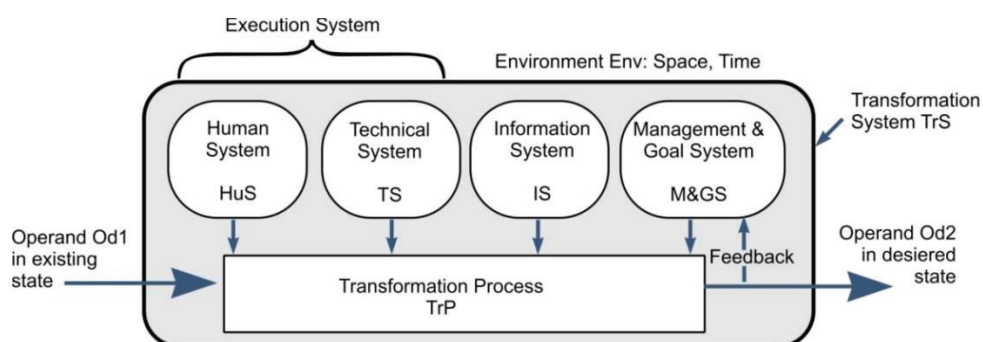 Execution System
Environment Env: Space, Time
Transformation
System TrS
Human
System
HuS
Technical
System
TS
Information
System
IS
Management &
Goal System
M&GS
Operand Od1
in existing
state
Transformation Process
TrP
Feedback
Operand Od2
in desiered
state